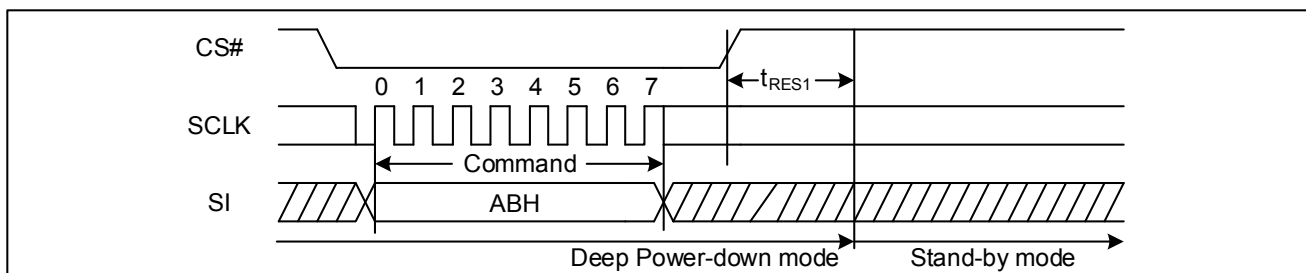 CS#
tRES1
0 1 2 3 4 5 6 7
SCLK
Command
SI
ABH
Deep Power-down mode Stand-by mode